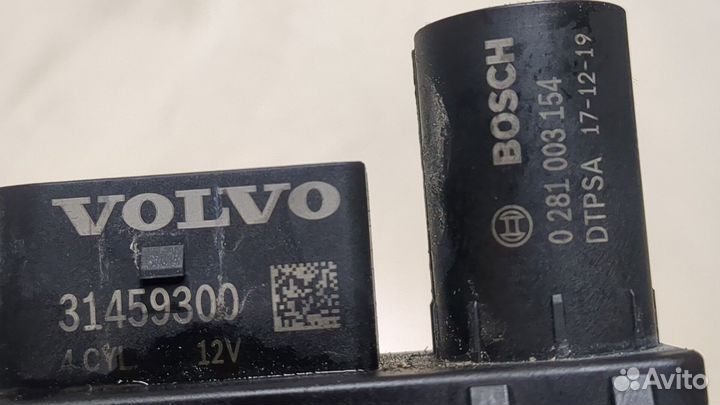 VOLVO
31459300
4 CYL. 12V
BOSCH
0 281 003 154
DTPSA 17-12-19
Avito